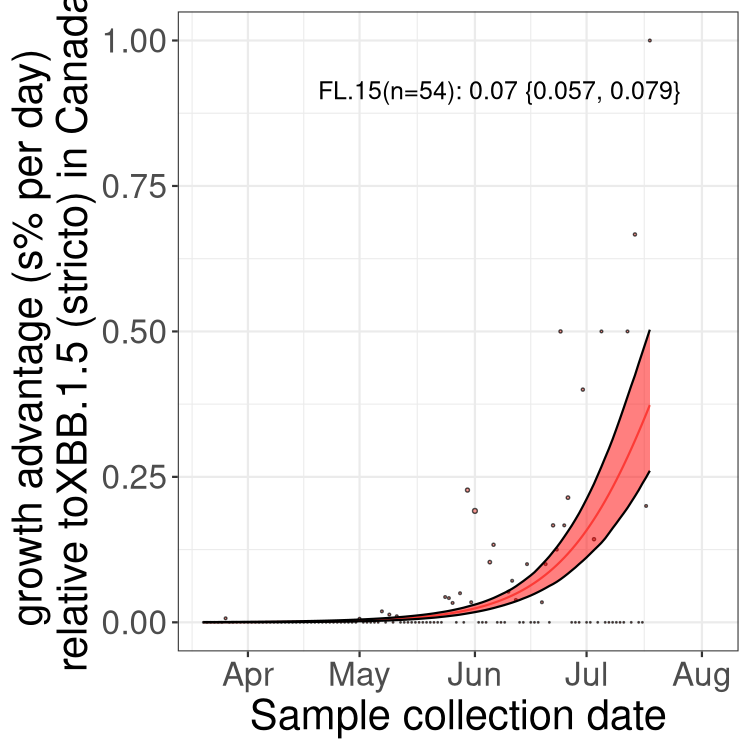 growth advantage (s% per day)
relative toXBB.1.5 (stricto) in Canada
1.00
0.75
0.50
0.25
0.00
FL.15(n=54): 0.07 {0.057, 0.079}
Apr May Jun Jul Aug
Sample collection date